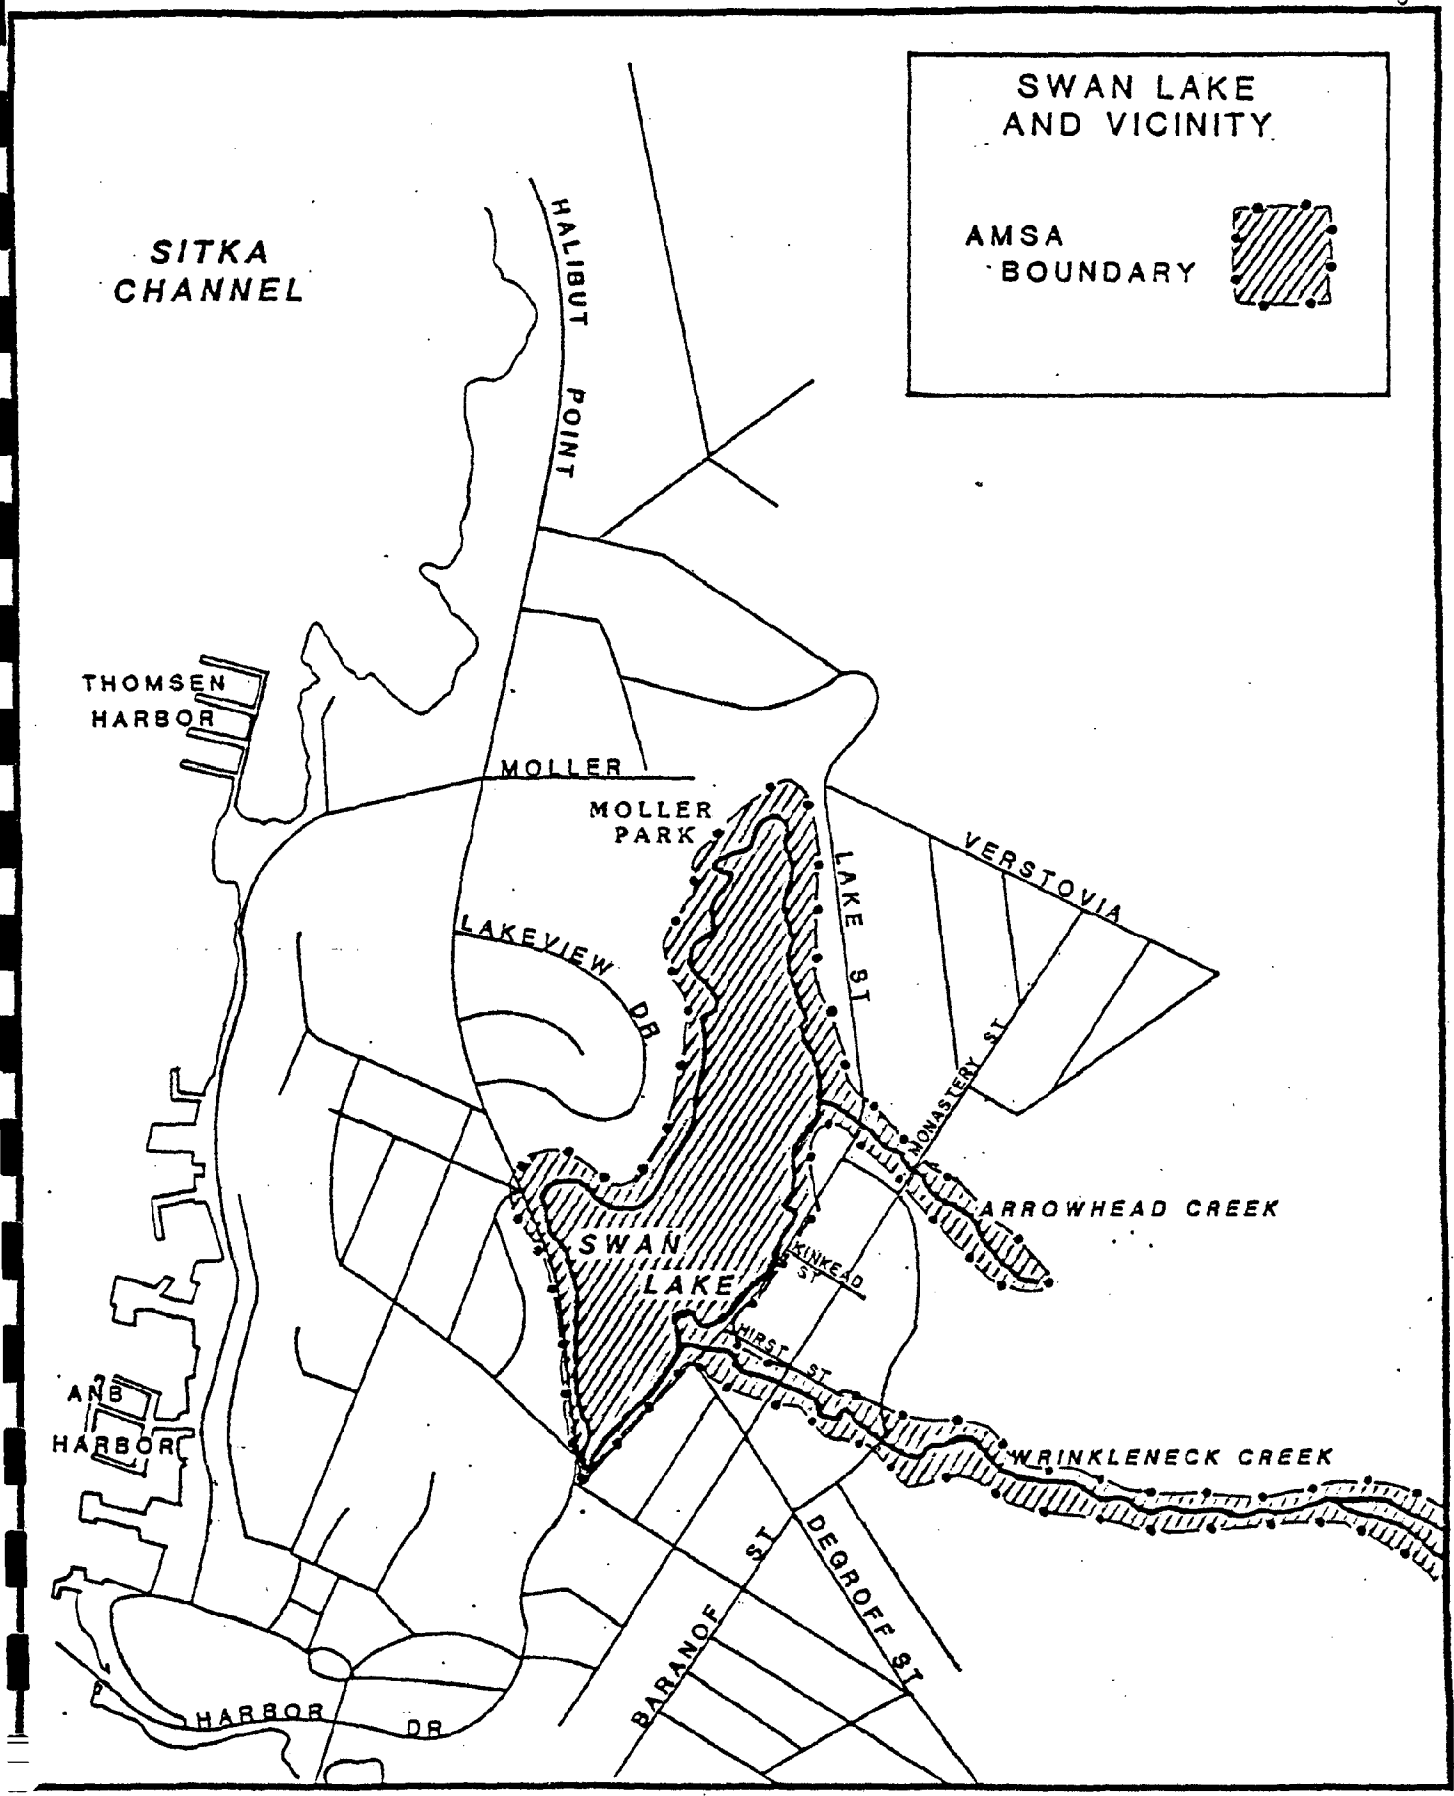 SWAN LAKE
AND VICINITY
AMSA
BOUNDARY
SITKA
CHANNEL
HALIBUT POINT
THOMSEN
HARBOR
MOLLER
MOLLER
PARK
VERSTOVIA
LAKE ST
LAKEVIEW DR
MONASTERY ST
ARROWHEAD CREEK
SWAN
LAKE
KINKEAD
ST
HIRST ST
ANB
HARBOR
WRINKLENECK CREEK
DEGROFF ST
BARANOF ST
HARBOR DR